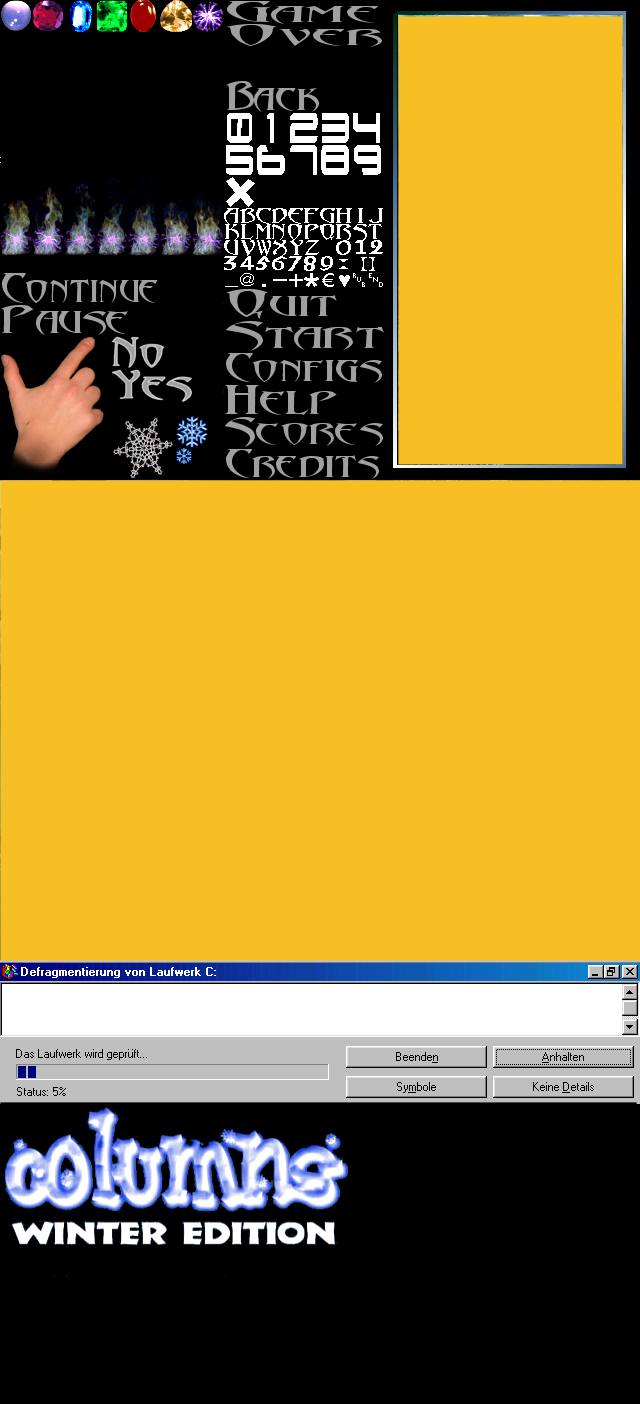 GAME
OVER
BACK
01234
56789
X
ABCDEFGHIJ
KLMNOPQRST
UVWXYZ 012
3456789:
_@.-+*€♥RUB END
CONTINUE
PAUSE
NO
YES
QUIT
START
CONFIGS
HELP
SCORES
CREDITS
Defragmentierung von Laufwerk C:
Das Laufwerk wird geprüft...
Status: 5%
Beenden
Anhalten
Symbole
Keine Details
columns
WINTER EDITION